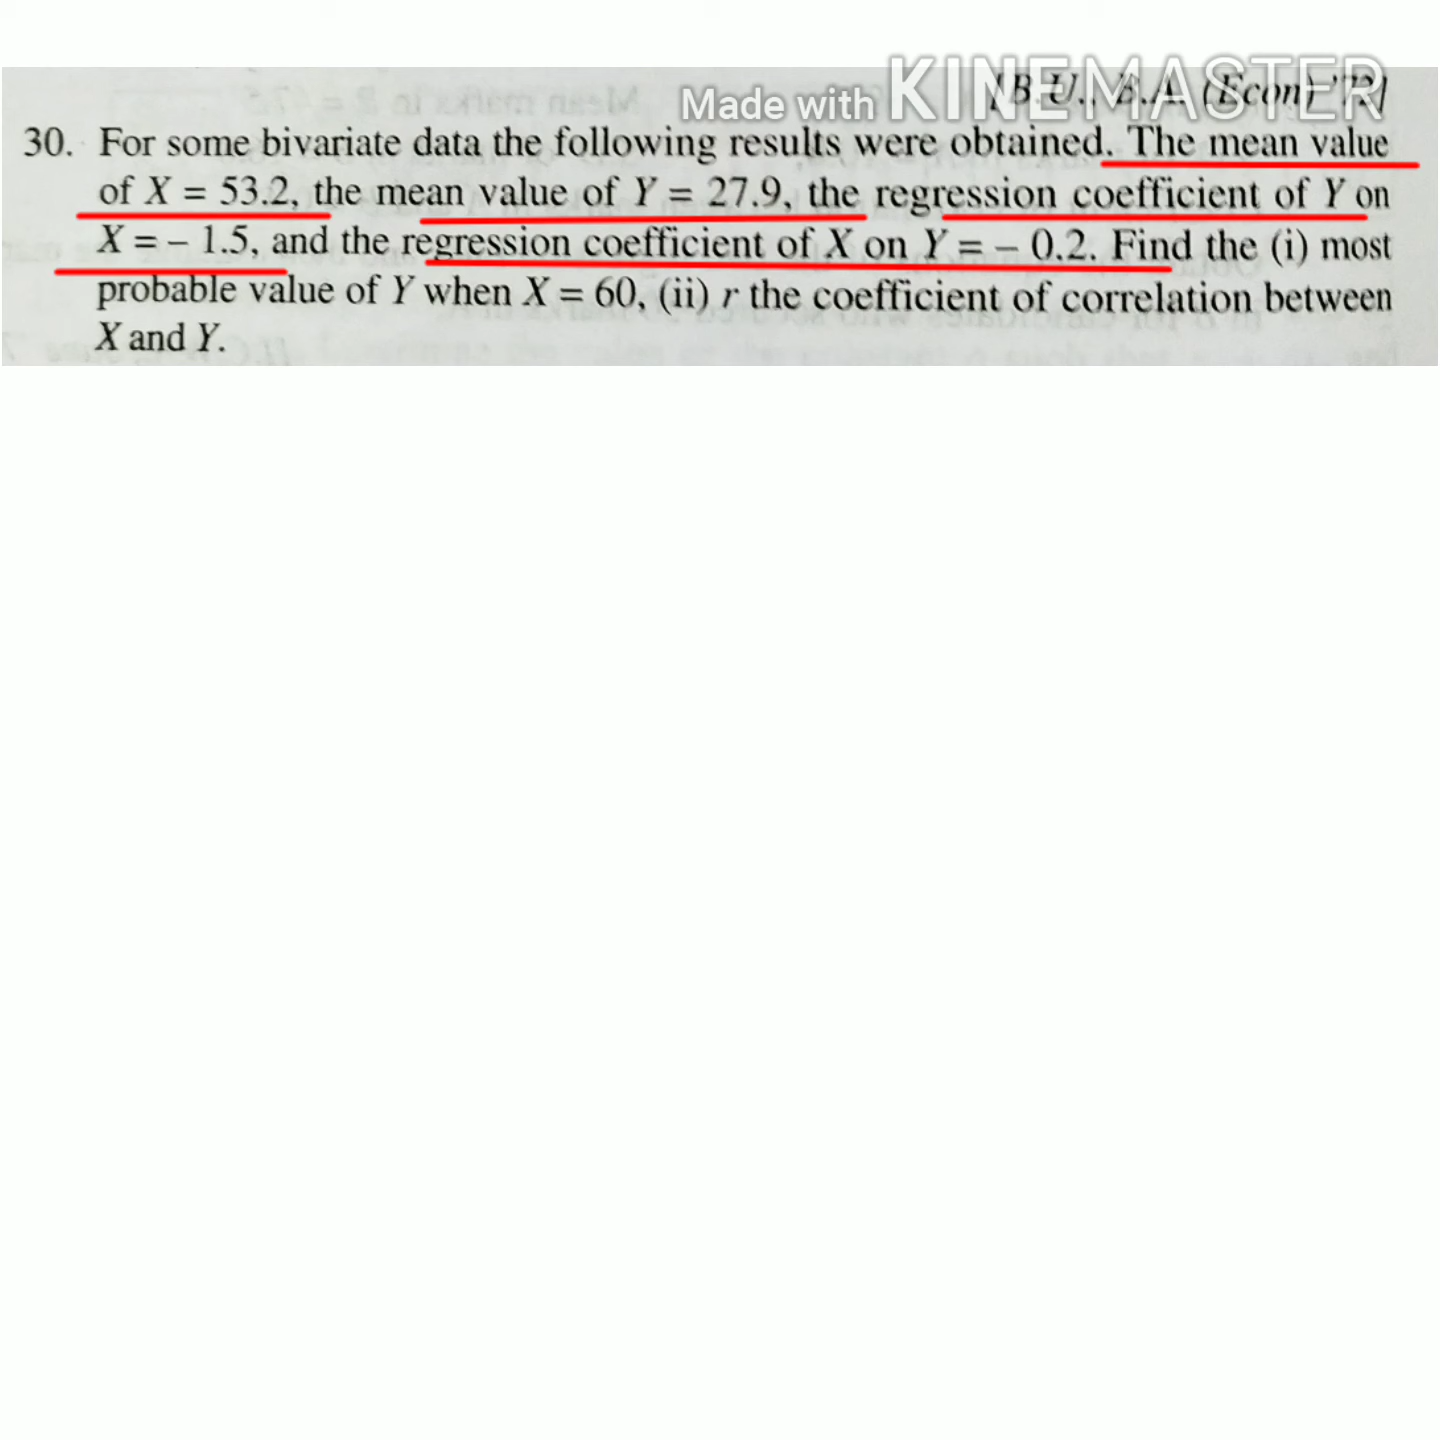 [B.U., B.A. (Econ) '72]
Made with KINEMASTER
30. For some bivariate data the following results were obtained. The mean value
of X = 53.2, the mean value of Y = 27.9, the regression coefficient of Y on
X = – 1.5, and the regression coefficient of X on Y = – 0.2. Find the (i) most
probable value of Y when X = 60, (ii) r the coefficient of correlation between
X and Y.